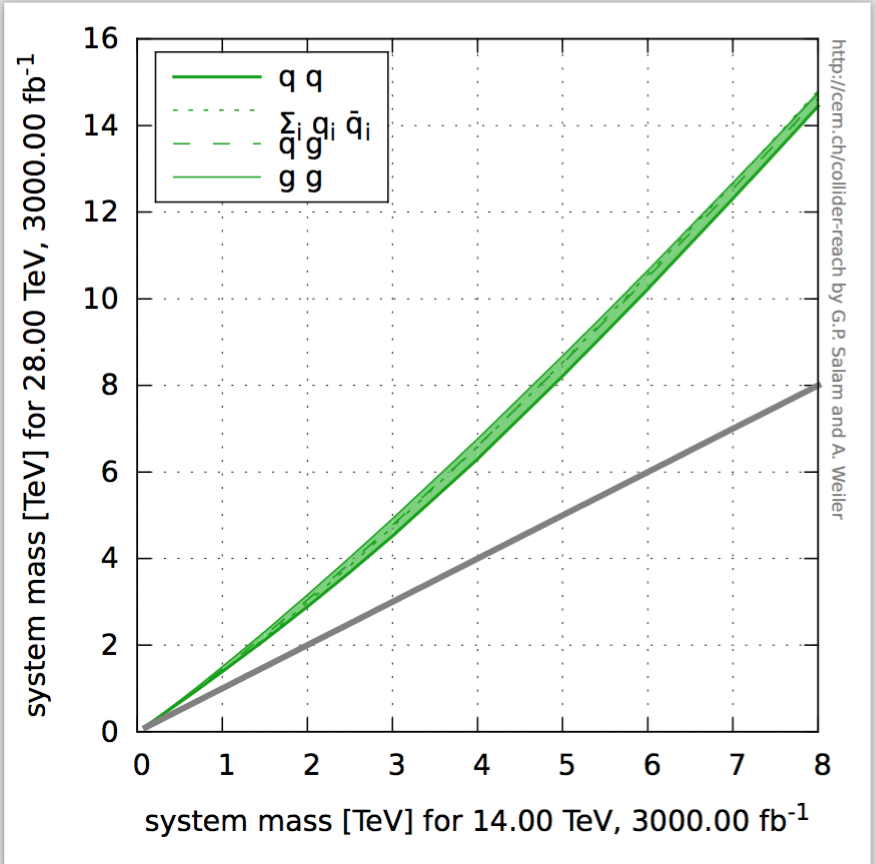 16
14
12
10
8
6
4
2
0
0 1 2 3 4 5 6 7 8
system mass [TeV] for 28.00 TeV, 3000.00 fb⁻¹
system mass [TeV] for 14.00 TeV, 3000.00 fb⁻¹
q q
Σᵢ qᵢ q̄ᵢ
q g
g g
http://cern.ch/collider-reach by G.P. Salam and A. Weiler